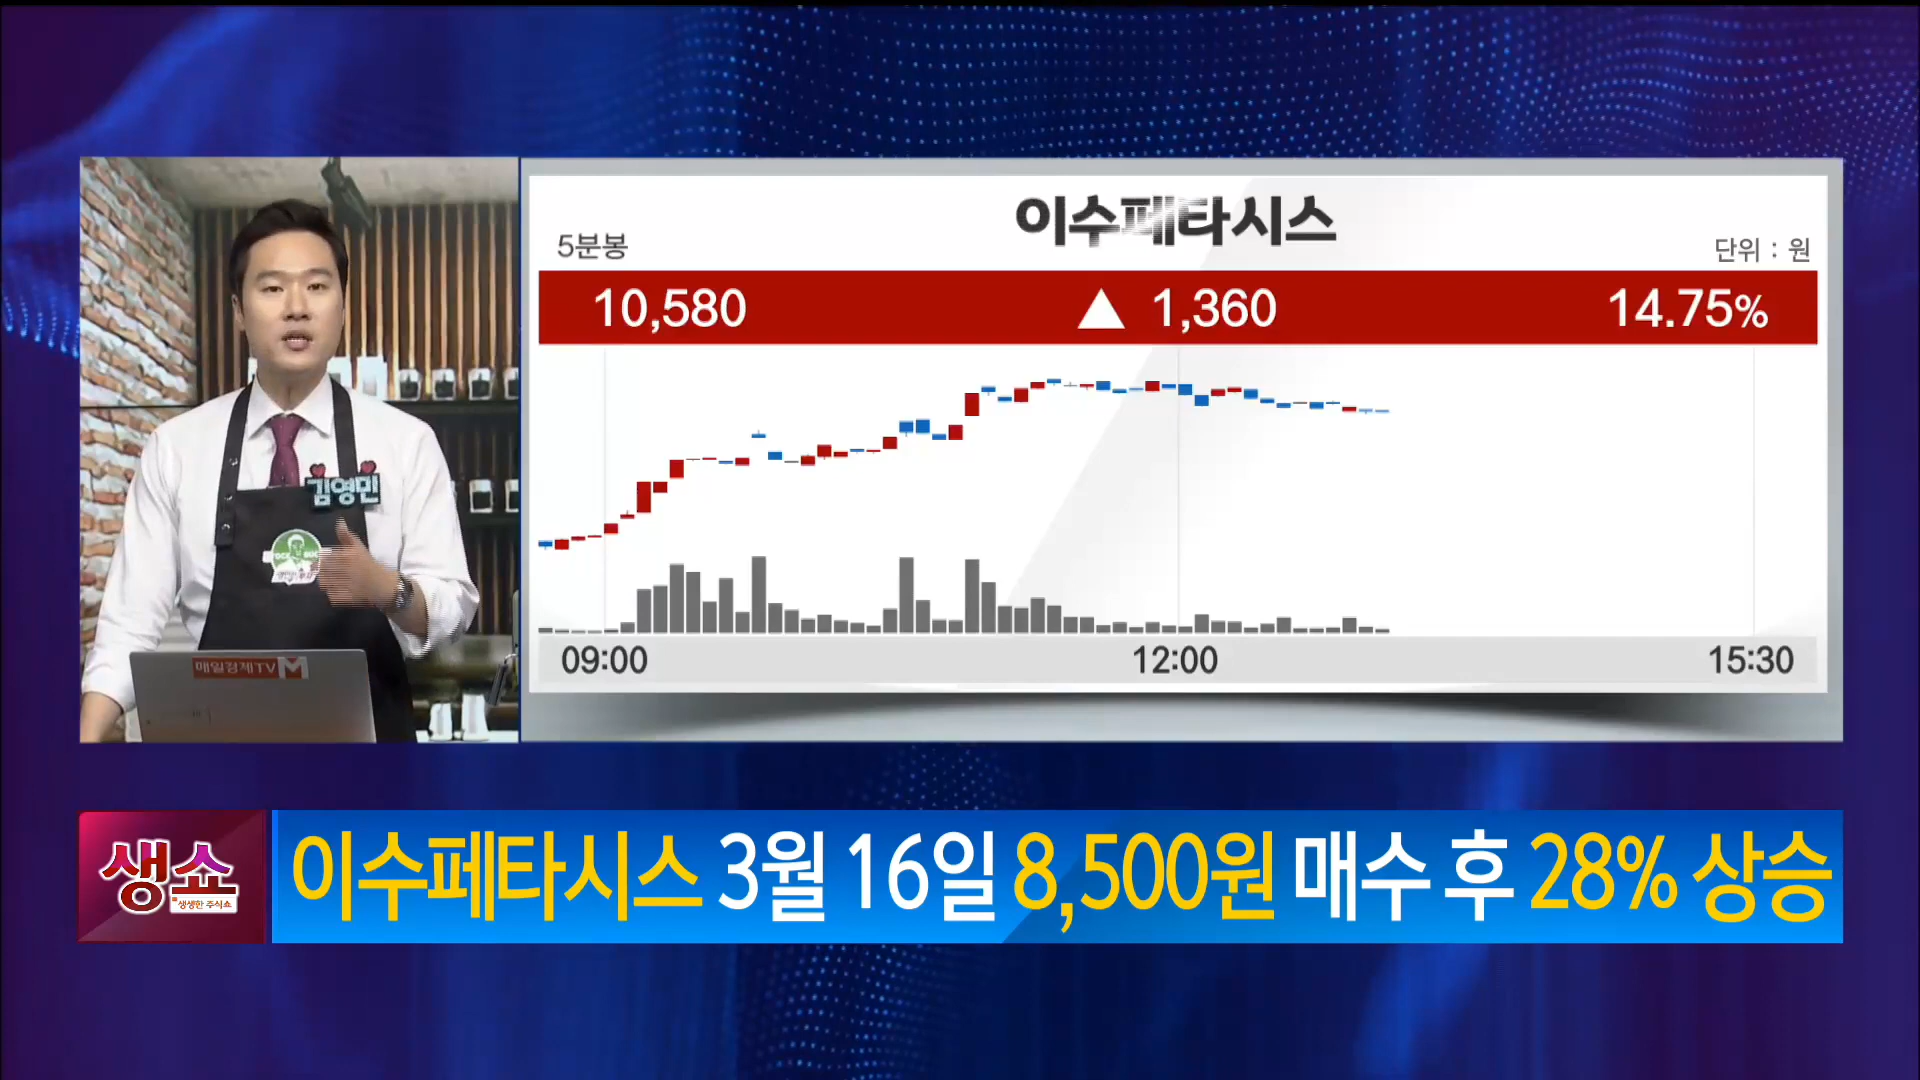 이수페타시스
5분봉
단위 : 원
10,580 ▲ 1,360 14.75%
김영민
매일경제TV M
09:00 12:00 15:30
생쇼
생생한 주식쇼
이수페타시스 3월 16일 8,500원 매수 후 28% 상승